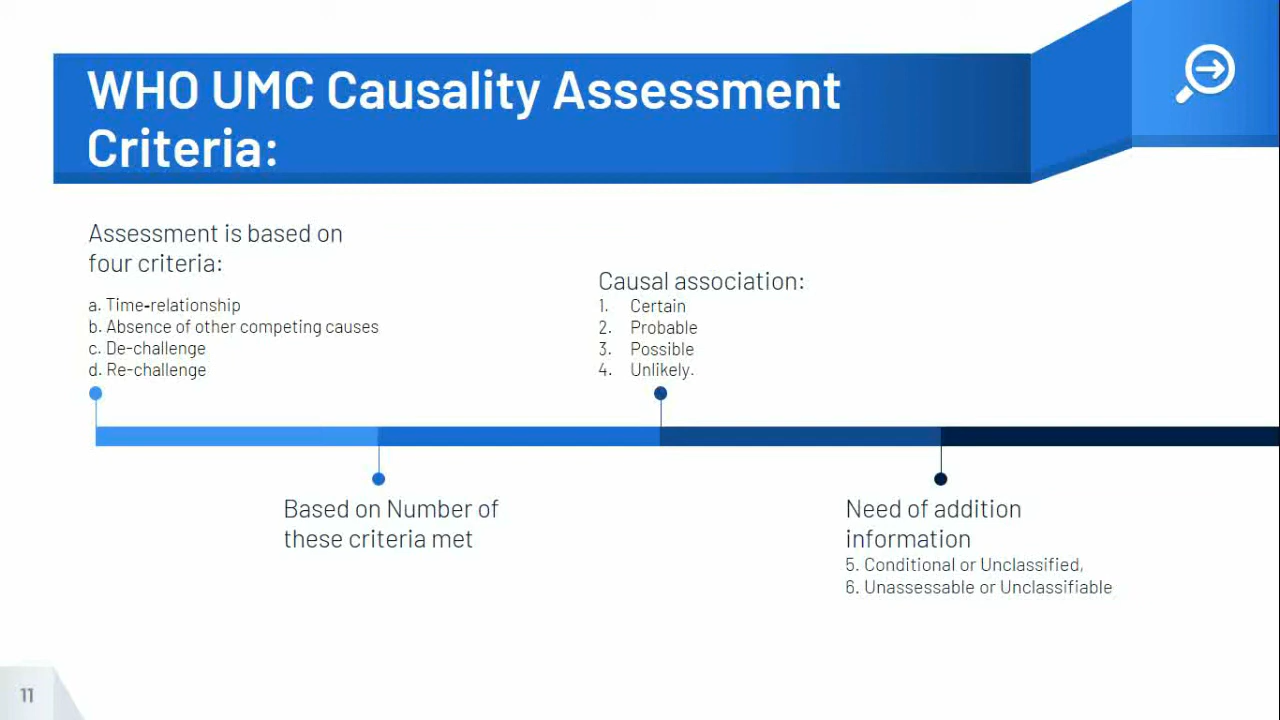 WHO UMC Causality Assessment
Criteria:
Assessment is based on
four criteria:
a. Time-relationship
b. Absence of other competing causes
c. De-challenge
d. Re-challenge
Causal association:
1. Certain
2. Probable
3. Possible
4. Unlikely.
Based on Number of
these criteria met
Need of addition
information
5. Conditional or Unclassified,
6. Unassessable or Unclassifiable
11